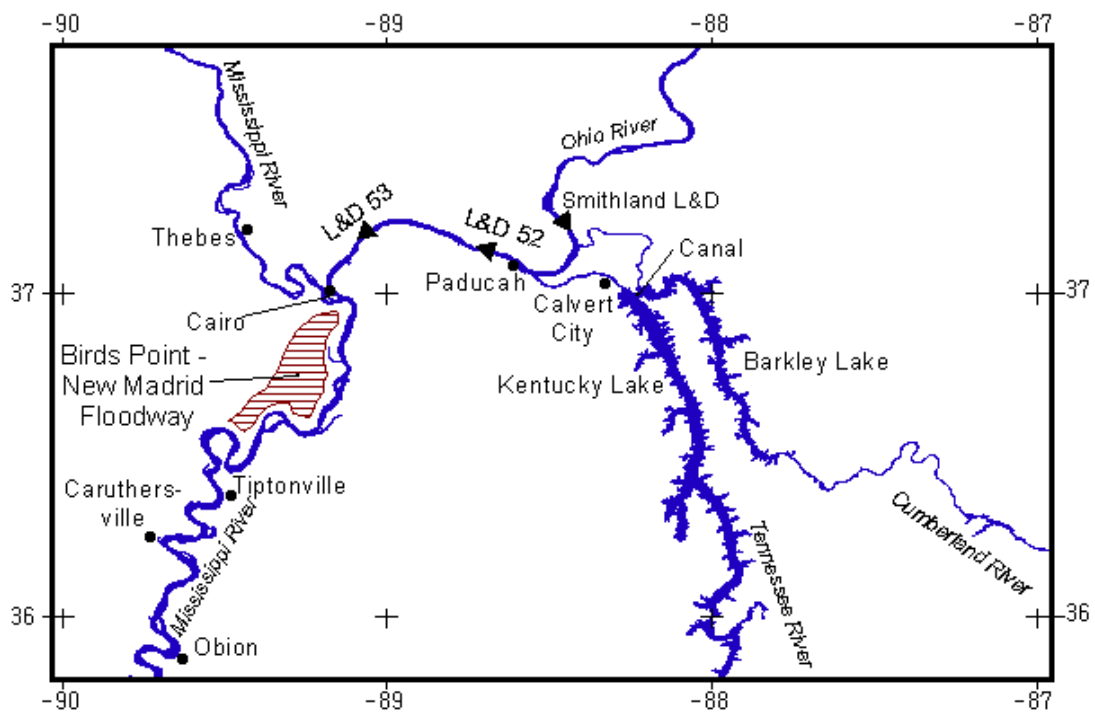 -90 -89 -88 -87
Mississippi River
Ohio River
L&D 53
Smithland L&D
L&D 52
Thebes
Canal
Paducah
37
37
Calvert
City
Cairo
Birds Point -
New Madrid
Floodway
Barkley Lake
Kentucky Lake
Caruthers-
ville
Tiptonville
Cumberland River
Mississippi River
Tennessee River
36
36
Obion
-90 -89 -88 -87